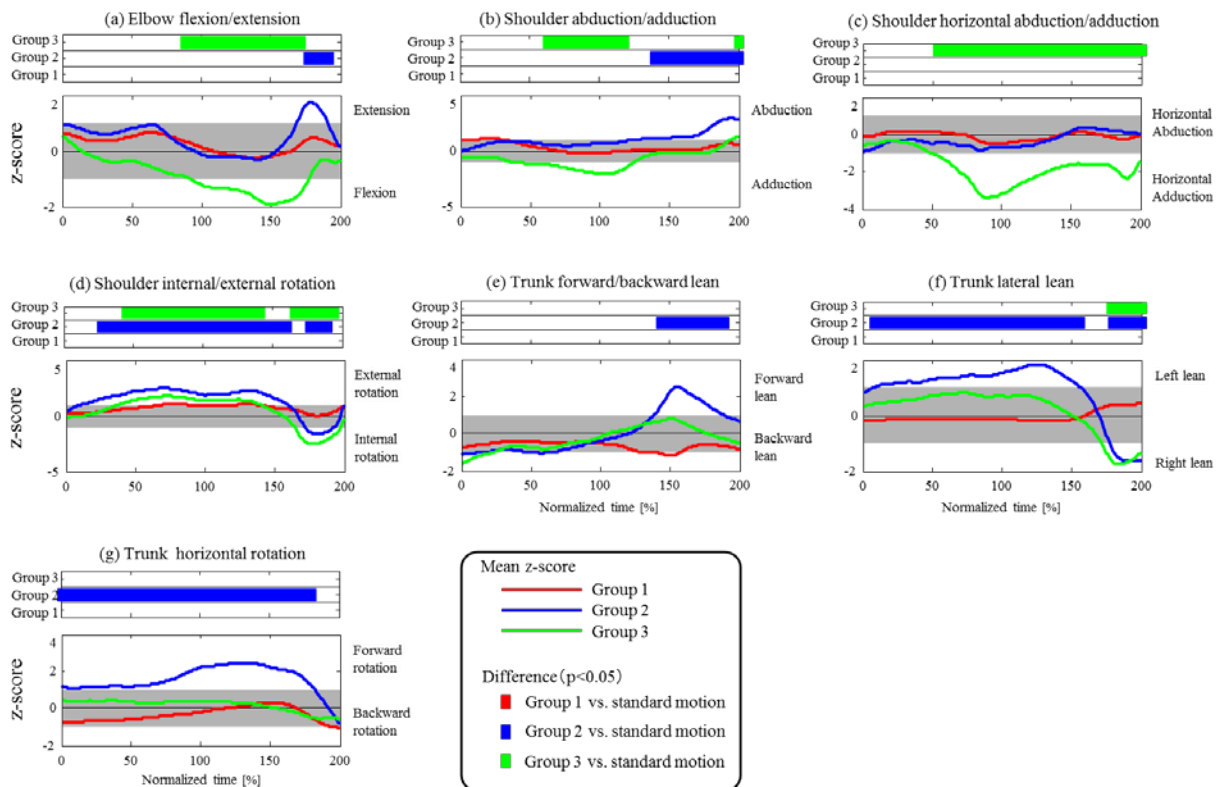 (a) Elbow flexion/extension
Group 3
Group 2
Group 1
z-score
2
0
-2
Extension
Flexion
0 50 100 150 200
(b) Shoulder abduction/adduction
Group 3
Group 2
Group 1
5
0
-5
Abduction
Adduction
0 50 100 150 200
(c) Shoulder horizontal abduction/adduction
Group 3
Group 2
Group 1
2
0
-2
-4
Horizontal
Abduction
Horizontal
Adduction
0 50 100 150 200
(d) Shoulder internal/external rotation
Group 3
Group 2
Group 1
z-score
5
0
-5
External
rotation
Internal
rotation
0 50 100 150 200
(e) Trunk forward/backward lean
Group 3
Group 2
Group 1
4
2
0
-2
Forward
lean
Backward
lean
0 50 100 150 200
Normalized time [%]
(f) Trunk lateral lean
Group 3
Group 2
Group 1
2
0
-2
Left lean
Right lean
0 50 100 150 200
Normalized time [%]
(g) Trunk horizontal rotation
Group 3
Group 2
Group 1
z-score
4
2
0
-2
Forward
rotation
Backward
rotation
0 50 100 150 200
Normalized time [%]
Mean z-score
Group 1
Group 2
Group 3
Difference(p<0.05)
Group 1 vs. standard motion
Group 2 vs. standard motion
Group 3 vs. standard motion